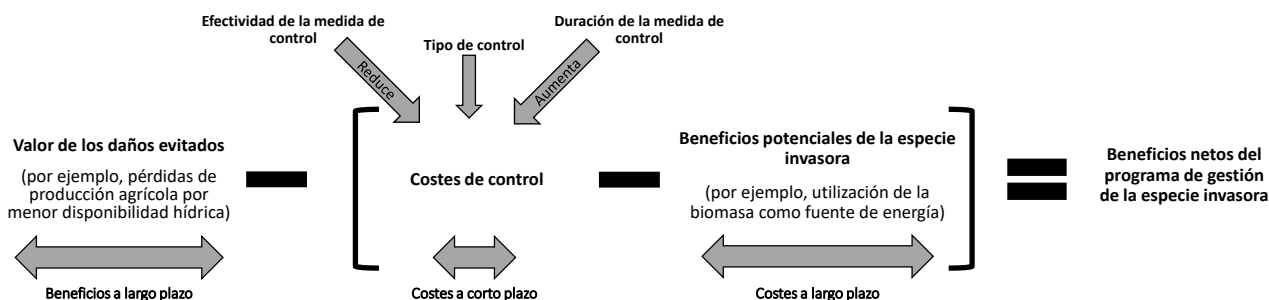 Efectividad de la medida de
control
Tipo de control
Duración de la medida de
control
Reduce
Aumenta
Valor de los daños evitados
(por ejemplo, pérdidas de
producción agrícola por
menor disponibilidad hídrica)
Costes de control
Beneficios potenciales de la especie
invasora
(por ejemplo, utilización de la
biomasa como fuente de energía)
Beneficios netos del
programa de gestión
de la especie invasora
Beneficios a largo plazo
Costes a corto plazo
Costes a largo plazo